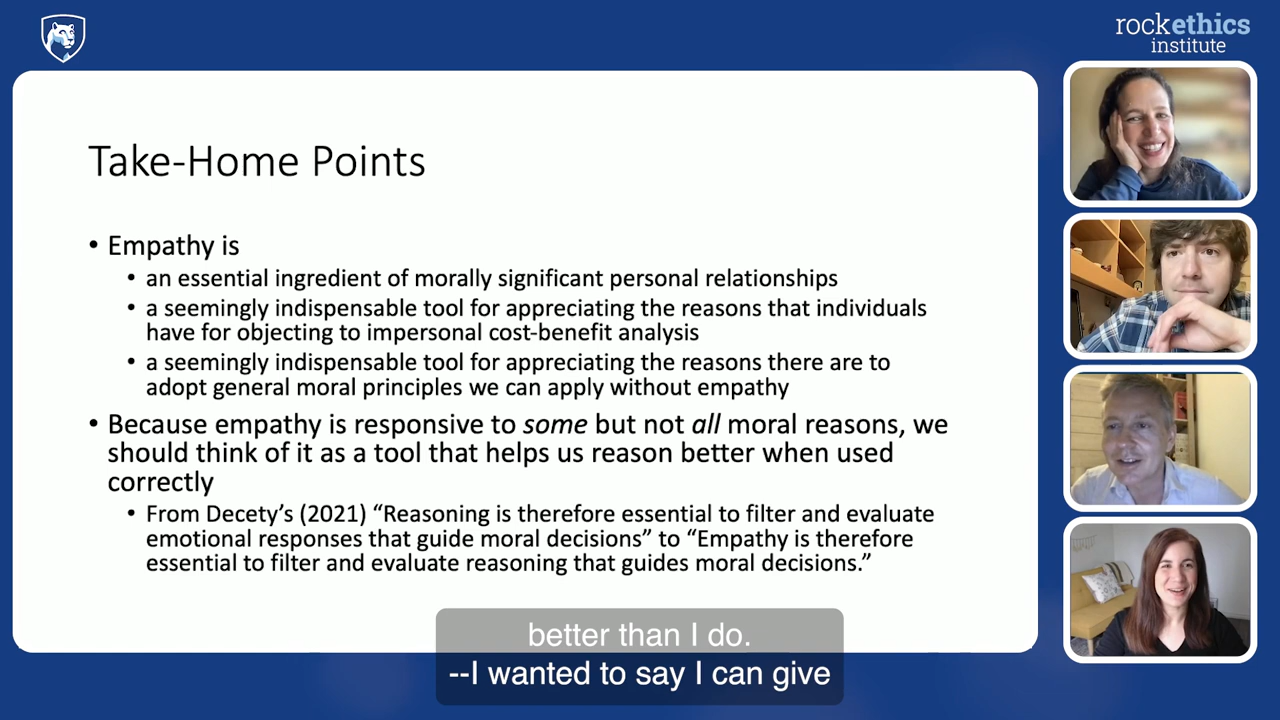 rockethics
institute
Take-Home Points
• Empathy is
• an essential ingredient of morally significant personal relationships
• a seemingly indispensable tool for appreciating the reasons that individuals
have for objecting to impersonal cost-benefit analysis
• a seemingly indispensable tool for appreciating the reasons there are to
adopt general moral principles we can apply without empathy
• Because empathy is responsive to some but not all moral reasons, we
should think of it as a tool that helps us reason better when used
correctly
• From Decety’s (2021) “Reasoning is therefore essential to filter and evaluate
emotional responses that guide moral decisions” to “Empathy is therefore
essential to filter and evaluate reasoning that guides moral decisions.”
better than I do.
--I wanted to say I can give